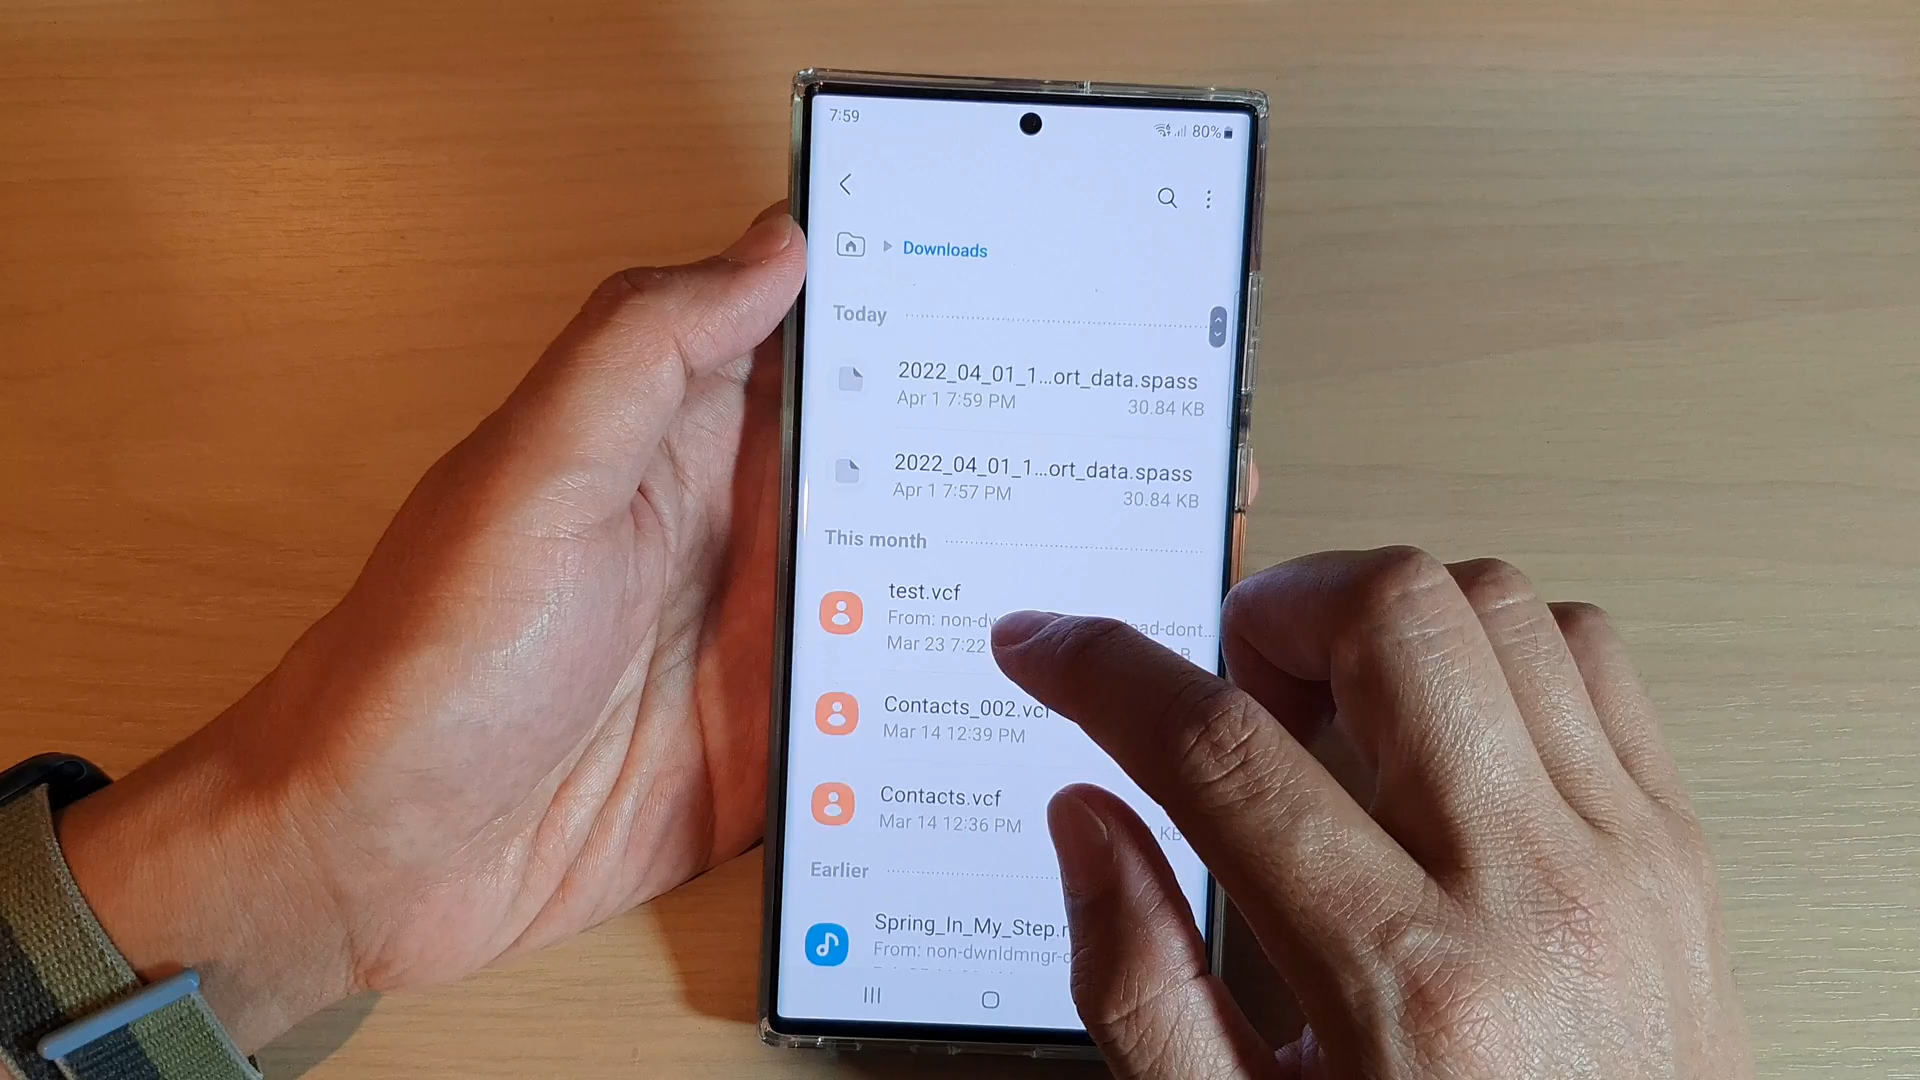 7:59
80%
Downloads
Today
2022_04_01_1...ort_data.spass
Apr 1 7:59 PM 30.84 KB
2022_04_01_1...ort_data.spass
Apr 1 7:57 PM 30.84 KB
This month
test.vcf
From: non-dw oad-dont...
Mar 23 7:22 B
Contacts_002.vcf
Mar 14 12:39 PM
Contacts.vcf
Mar 14 12:36 PM KB
Earlier
Spring_In_My_Step.
From: non-dwnldmngr-